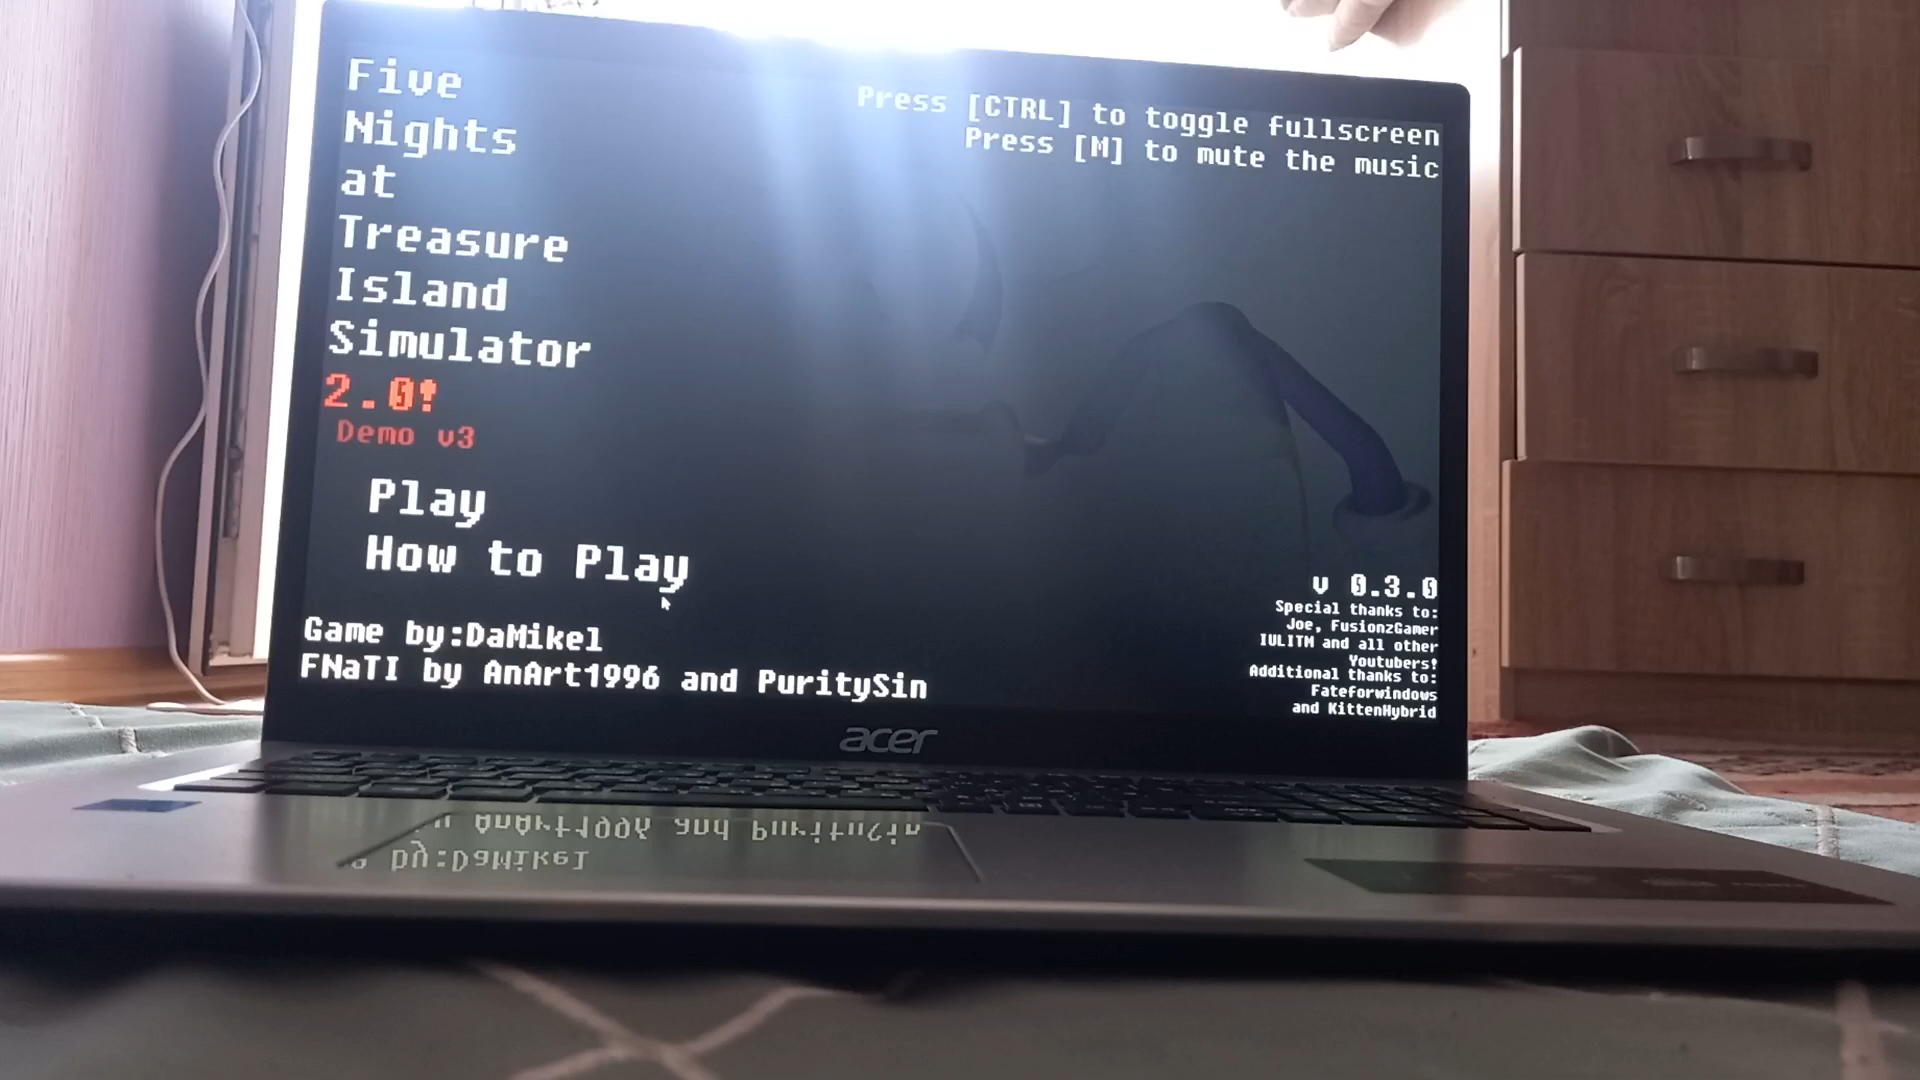 Five
Nights
at
Treasure
Island
Simulator
2.0!
Demo v3
Press [CTRL] to toggle fullscreen
Press [M] to mute the music
Play
How to Play
Game by:DaMikel
FNaTI by AnArt1996 and PuritySin
v 0.3.0
Special thanks to:
Joe, FusionzGamer
IULITM and all other
Youtubers!
Additional thanks to:
Fateforwindows
and KittenHybrid
acer